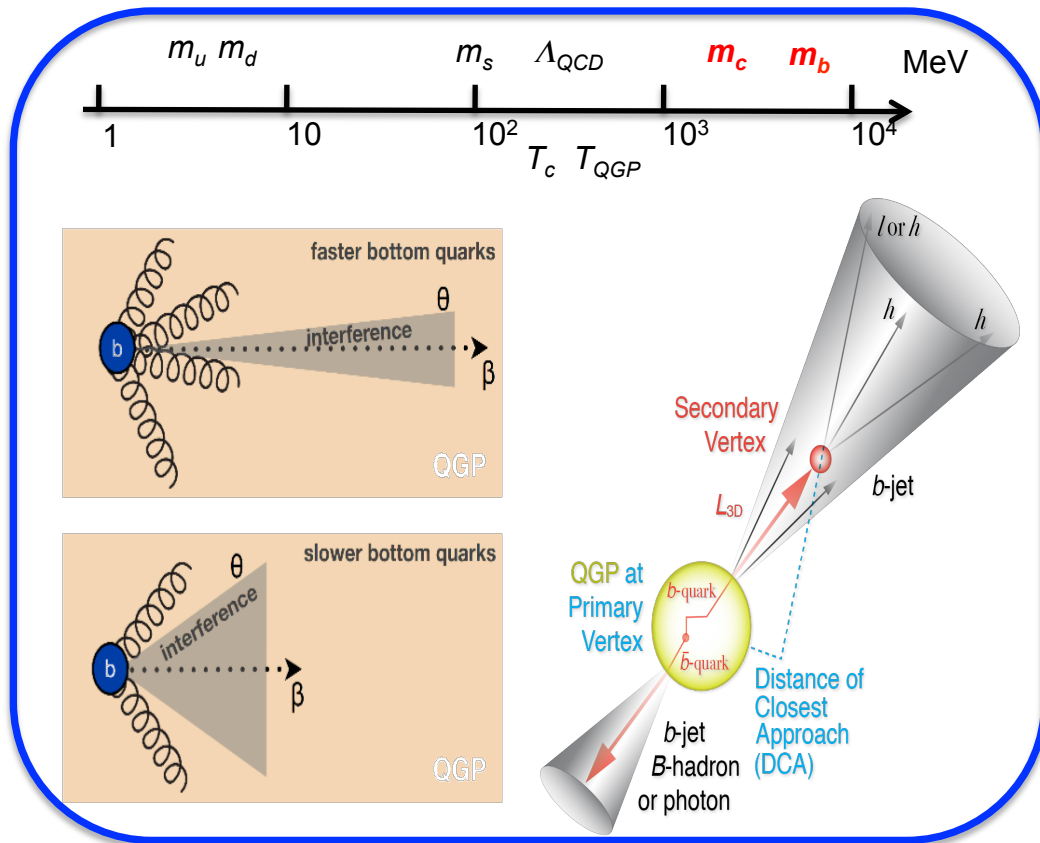 m_u m_d m_s Λ_QCD m_c m_b MeV
1 10 10² 10³ 10⁴
T_c T_QGP
faster bottom quarks
θ
interference
b
β
QGP
slower bottom quarks
θ
interference
b
β
QGP
l or h
h
h
Secondary
Vertex
b-jet
L_3D
QGP at
Primary
Vertex
b-quark
b̄-quark
Distance of
Closest
Approach
(DCA)
b-jet
B-hadron
or photon